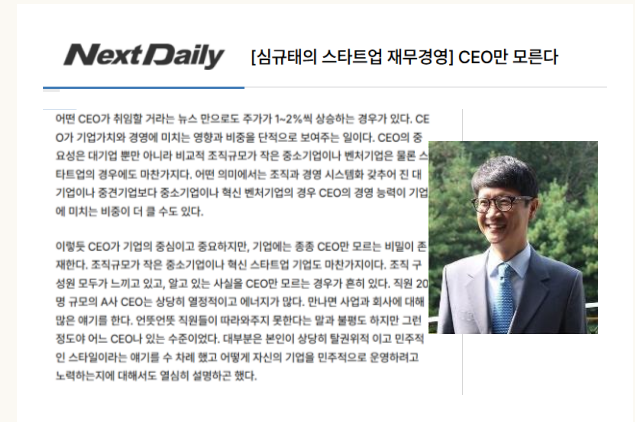 NextDaily
[심규태의 스타트업 재무경영] CEO만 모른다
어떤 CEO가 취임할 거라는 뉴스 만으로도 주가가 1~2%씩 상승하는 경우가 있다. CE
O가 기업가치와 경영에 미치는 영향과 비중을 단적으로 보여주는 일이다. CEO의 중
요성은 대기업 뿐만 아니라 비교적 조직규모가 작은 중소기업이나 벤처기업은 물론 스
타트업의 경우에도 마찬가지다. 어떤 의미에서는 조직과 경영 시스템화 갖추어 진 대
기업이나 중견기업보다 중소기업이나 혁신 벤처기업의 경우 CEO의 경영 능력이 기업
에 미치는 비중이 더 클 수도 있다.
이렇듯 CEO가 기업의 중심이고 중요하지만, 기업에는 종종 CEO만 모르는 비밀이 존
재한다. 조직규모가 작은 중소기업이나 혁신 스타트업 기업도 마찬가지이다. 조직 구
성원 모두가 느끼고 있고, 알고 있는 사실을 CEO만 모르는 경우가 흔히 있다. 직원 20
명 규모의 A사 CEO는 상당히 열정적이고 에너지가 많다. 만나면 사업과 회사에 대해
많은 얘기를 한다. 언뜻언뜻 직원들이 따라와주지 못한다는 말과 불평도 하지만 그런
정도야 어느 CEO나 있는 수준이었다. 대부분은 본인이 상당히 탈권위적 이고 민주적
인 스타일이라는 얘기를 수 차례 했고 어떻게 자신의 기업을 민주적으로 운영하려고
노력하는지에 대해서도 열심히 설명하곤 했다.